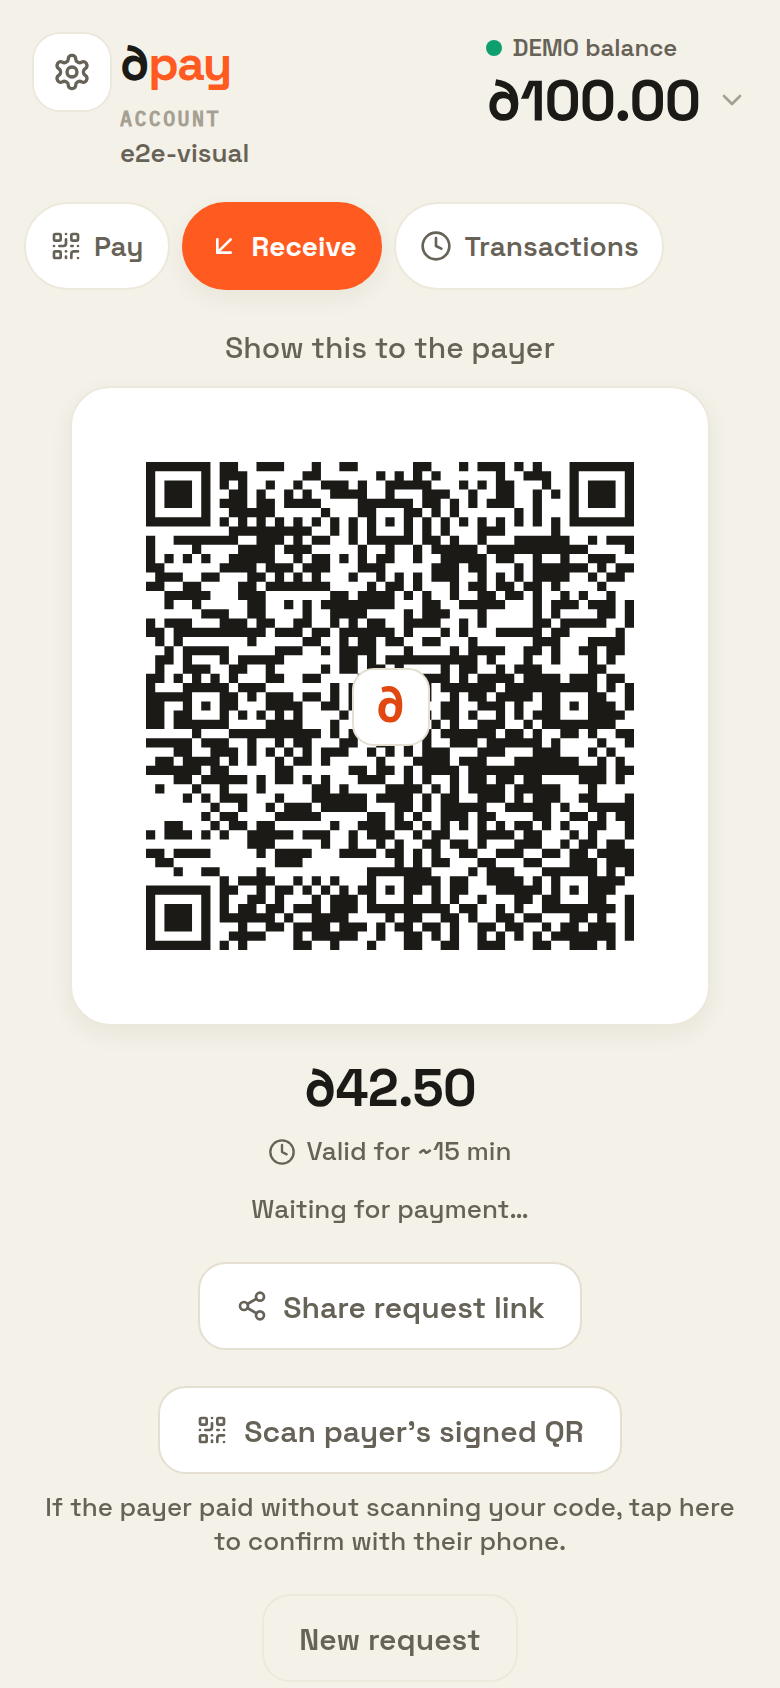 ∂pay
ACCOUNT
e2e-visual
DEMO balance
∂100.00
Pay
Receive
Transactions
Show this to the payer
∂
∂42.50
Valid for ~15 min
Waiting for payment…
Share request link
Scan payer’s signed QR
If the payer paid without scanning your code, tap here
to confirm with their phone.
New request